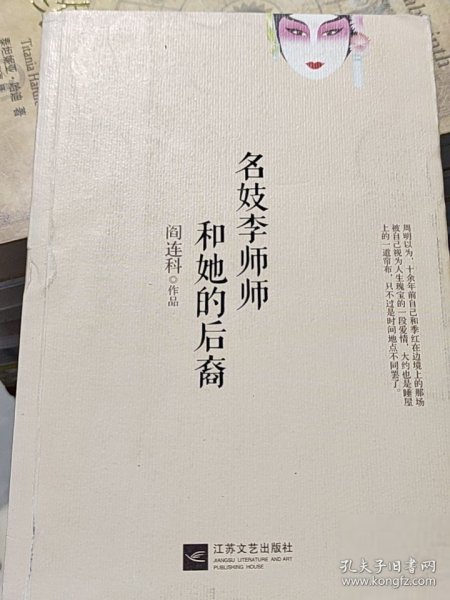 名妓李师师
和她的后裔
阎连科◎作品
周明以为，十余年前自己和季红在边境上的那场
被自己视为人生瑰宝的一段爱情，大约也是睡屋
上的一道帘布，只不过是时间地点不同罢了。
江苏文艺出版社
JIANGSU LITERATURE AND ART
PUBLISHING HOUSE
孔夫子旧书网
www.kongfz.com